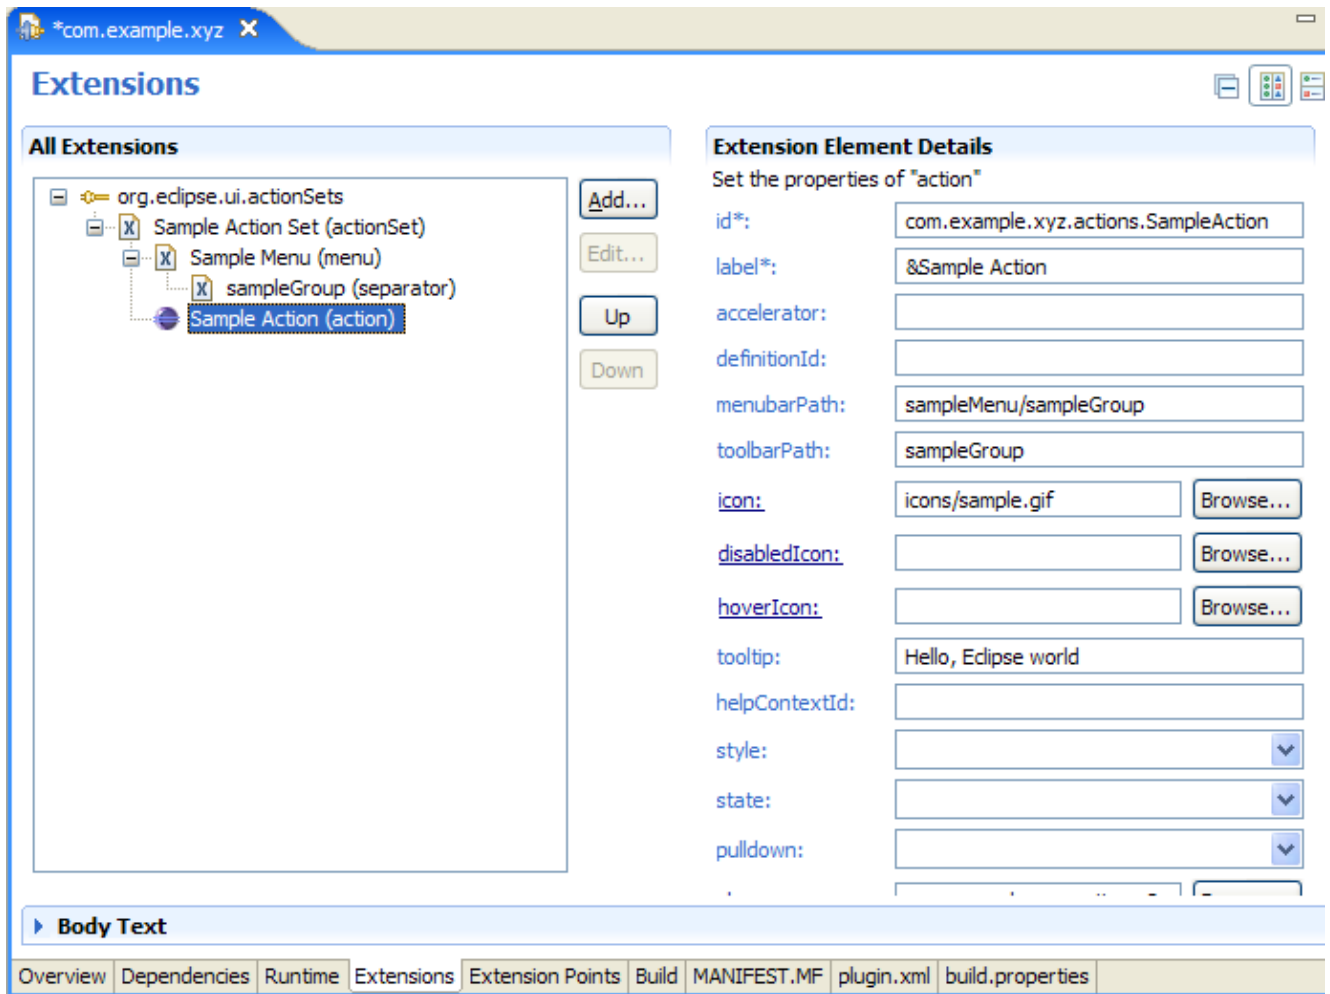 *com.example.xyz
Extensions
All Extensions
org.eclipse.ui.actionSets
Sample Action Set (actionSet)
Sample Menu (menu)
sampleGroup (separator)
Sample Action (action)
Add...
Edit...
Up
Down
Extension Element Details
Set the properties of "action"
id*: com.example.xyz.actions.SampleAction
label*: &Sample Action
accelerator:
definitionId:
menubarPath: sampleMenu/sampleGroup
toolbarPath: sampleGroup
icon: icons/sample.gif Browse...
disabledIcon: Browse...
hoverIcon: Browse...
tooltip: Hello, Eclipse world
helpContextId:
style:
state:
pulldown:
Body Text
Overview Dependencies Runtime Extensions Extension Points Build MANIFEST.MF plugin.xml build.properties